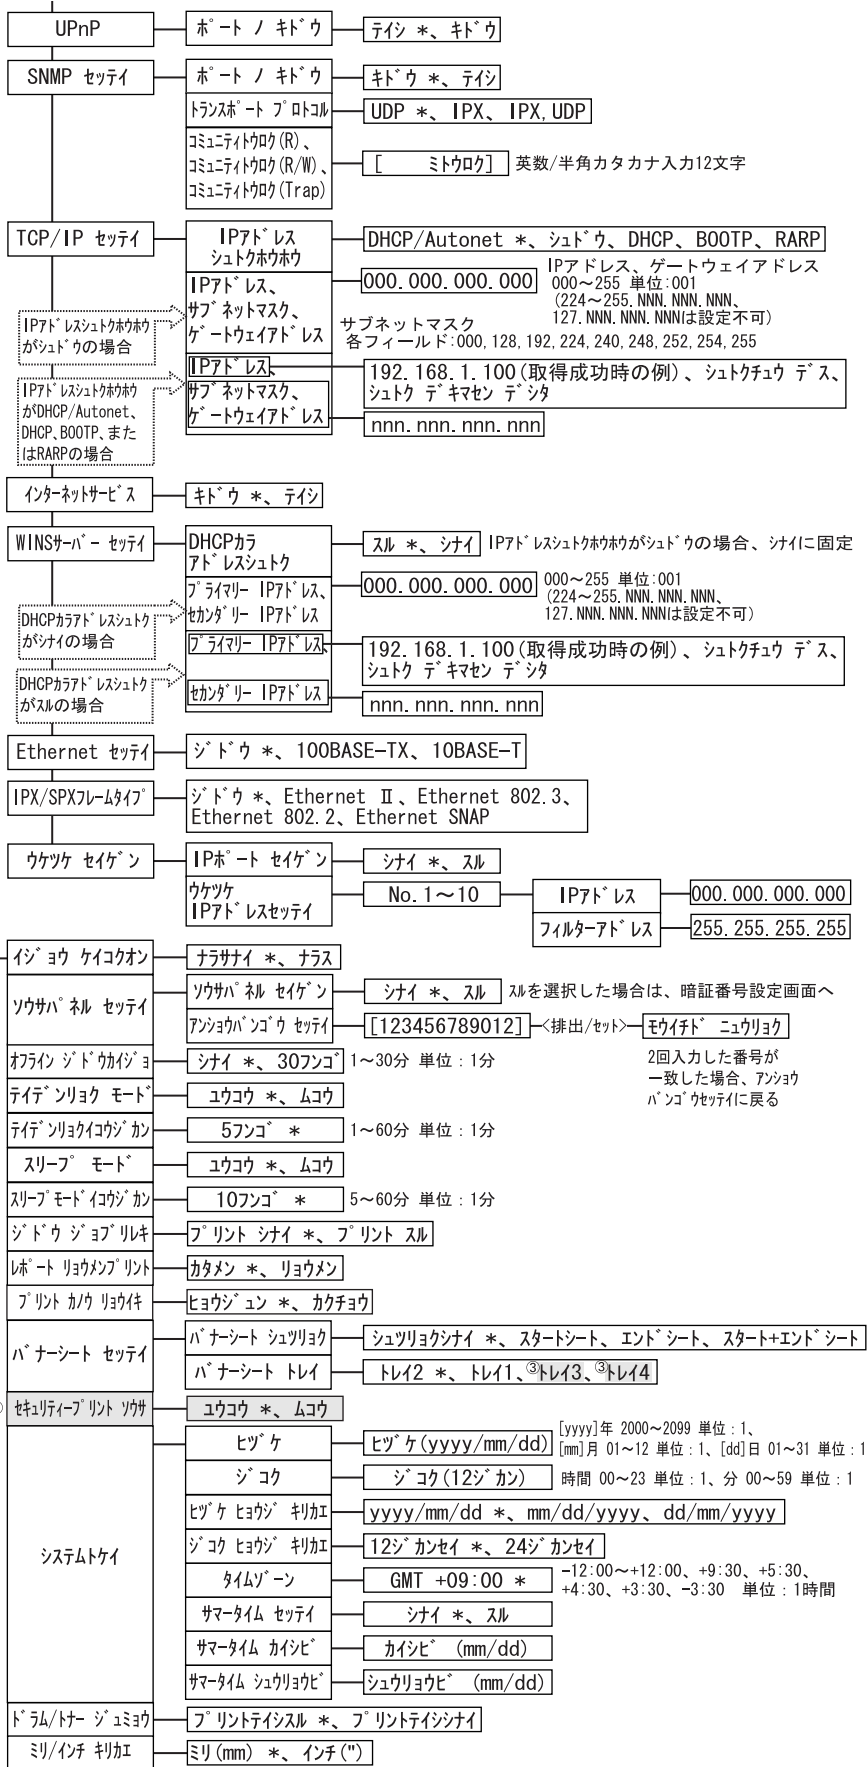 UPnP
ﾎﾟｰﾄ ﾉ ｷﾄﾞｳ
ﾃｲｼ *、ｷﾄﾞｳ
SNMP ｾｯﾃｲ
ﾎﾟｰﾄ ﾉ ｷﾄﾞｳ
ｷﾄﾞｳ *、ﾃｲｼ
ﾄﾗﾝｽﾎﾟｰﾄ ﾌﾟﾛﾄｺﾙ
UDP *、IPX、IPX,UDP
ｺﾐｭﾆﾃｨﾄｳﾛｸ(R)、
ｺﾐｭﾆﾃｨﾄｳﾛｸ(R/W)、
ｺﾐｭﾆﾃｨﾄｳﾛｸ(Trap)
[ ﾐﾄｳﾛｸ]
英数/半角カタカナ入力12文字
TCP/IP ｾｯﾃｲ
IPｱﾄﾞﾚｽ
ｼｭﾄｸﾎｳﾎｳ
DHCP/Autonet *、ｼｭﾄﾞｳ、DHCP、BOOTP、RARP
IPｱﾄﾞﾚｽｼｭﾄｸﾎｳﾎｳ
がｼｭﾄﾞｳの場合
IPｱﾄﾞﾚｽ、
ｻﾌﾞﾈｯﾄﾏｽｸ、
ｹﾞｰﾄｳｪｲｱﾄﾞﾚｽ
000.000.000.000
IPアドレス、ゲートウェイアドレス
000～255 単位:001
(224～255.NNN.NNN.NNN、
127.NNN.NNN.NNNは設定不可)
サブネットマスク
各フィールド:000,128,192,224,240,248,252,254,255
IPｱﾄﾞﾚｽｼｭﾄｸﾎｳﾎｳ
がDHCP/Autonet、
DHCP、BOOTP、また
はRARPの場合
IPｱﾄﾞﾚｽ、
ｻﾌﾞﾈｯﾄﾏｽｸ、
ｹﾞｰﾄｳｪｲｱﾄﾞﾚｽ
192.168.1.100(取得成功時の例)、ｼｭﾄｸﾁｭｳ ﾃﾞｽ、
ｼｭﾄｸ ﾃﾞｷﾏｾﾝ ﾃﾞｼﾀ
nnn.nnn.nnn.nnn
ｲﾝﾀｰﾈｯﾄｻｰﾋﾞｽ
ｷﾄﾞｳ *、ﾃｲｼ
WINSｻｰﾊﾞｰ ｾｯﾃｲ
DHCPｶﾗ
ｱﾄﾞﾚｽｼｭﾄｸ
ｽﾙ *、ｼﾅｲ
IPｱﾄﾞﾚｽｼｭﾄｸﾎｳﾎｳがｼｭﾄﾞｳの場合、ｼﾅｲに固定
DHCPｶﾗｱﾄﾞﾚｽｼｭﾄｸ
がｼﾅｲの場合
ﾌﾟﾗｲﾏﾘｰ IPｱﾄﾞﾚｽ、
ｾｶﾝﾀﾞﾘｰ IPｱﾄﾞﾚｽ
000.000.000.000
000～255 単位:001
(224～255.NNN.NNN.NNN、
127.NNN.NNN.NNNは設定不可)
DHCPｶﾗｱﾄﾞﾚｽｼｭﾄｸ
がｽﾙの場合
ﾌﾟﾗｲﾏﾘｰ IPｱﾄﾞﾚｽ、
192.168.1.100(取得成功時の例)、ｼｭﾄｸﾁｭｳ ﾃﾞｽ、
ｼｭﾄｸ ﾃﾞｷﾏｾﾝ ﾃﾞｼﾀ
ｾｶﾝﾀﾞﾘｰ IPｱﾄﾞﾚｽ
nnn.nnn.nnn.nnn
Ethernet ｾｯﾃｲ
ｼﾞﾄﾞｳ *、100BASE-TX、10BASE-T
IPX/SPXﾌﾚｰﾑﾀｲﾌﾟ
ｼﾞﾄﾞｳ *、Ethernet Ⅱ、Ethernet 802.3、
Ethernet 802.2、Ethernet SNAP
ｳｹﾂｹ ｾｲｹﾞﾝ
IPﾎﾟｰﾄ ｾｲｹﾞﾝ
ｼﾅｲ *、ｽﾙ
ｳｹﾂｹ
IPｱﾄﾞﾚｽｾｯﾃｲ
No.1～10
IPｱﾄﾞﾚｽ
000.000.000.000
ﾌｨﾙﾀｰｱﾄﾞﾚｽ
255.255.255.255
ｲｼﾞｮｳ ｹｲｺｸｵﾝ
ﾅﾗｻﾅｲ *、ﾅﾗｽ
ｿｳｻﾊﾟﾈﾙ ｾｯﾃｲ
ｿｳｻﾊﾟﾈﾙ ｾｲｹﾞﾝ
ｼﾅｲ *、ｽﾙ
ｽﾙを選択した場合は、暗証番号設定画面へ
ｱﾝｼｮｳﾊﾞﾝｺﾞｳ ｾｯﾃｲ
[123456789012]
<排出/ｾｯﾄ>
ﾓｳｲﾁﾄﾞ ﾆｭｳﾘｮｸ
2回入力した番号が
一致した場合、ｱﾝｼｮｳ
ﾊﾞﾝｺﾞｳｾｯﾃｲに戻る
ｵﾌﾗｲﾝ ｼﾞﾄﾞｳｶｲｼﾞｮ
ｼﾅｲ *、30ﾌﾝｺﾞ
1～30分 単位：1分
ﾃｲﾃﾞﾝﾘｮｸ ﾓｰﾄﾞ
ﾕｳｺｳ *、ﾑｺｳ
ﾃｲﾃﾞﾝﾘｮｸｲｺｳｼﾞｶﾝ
5ﾌﾝｺﾞ *
1～60分 単位：1分
ｽﾘｰﾌﾟ ﾓｰﾄﾞ
ﾕｳｺｳ *、ﾑｺｳ
ｽﾘｰﾌﾟﾓｰﾄﾞｲｺｳｼﾞｶﾝ
10ﾌﾝｺﾞ *
5～60分 単位：1分
ｼﾞﾄﾞｳ ｼﾞｮﾌﾞﾘﾚｷ
ﾌﾟﾘﾝﾄ ｼﾅｲ *、ﾌﾟﾘﾝﾄ ｽﾙ
ﾚﾎﾟｰﾄ ﾘｮｳﾒﾝﾌﾟﾘﾝﾄ
ｶﾀﾒﾝ *、ﾘｮｳﾒﾝ
ﾌﾟﾘﾝﾄ ｶﾉｳ ﾘｮｳｲｷ
ﾋｮｳｼﾞｭﾝ *、ｶｸﾁｮｳ
ﾊﾞﾅｰｼｰﾄ ｾｯﾃｲ
ﾊﾞﾅｰｼｰﾄ ｼｭﾂﾘｮｸ
ｼｭﾂﾘｮｸｼﾅｲ *、ｽﾀｰﾄｼｰﾄ、ｴﾝﾄﾞｼｰﾄ、ｽﾀｰﾄ+ｴﾝﾄﾞｼｰﾄ
ﾊﾞﾅｰｼｰﾄ ﾄﾚｲ
ﾄﾚｲ2 *、ﾄﾚｲ1、③ﾄﾚｲ3、③ﾄﾚｲ4
ｾｷｭﾘﾃｨｰﾌﾟﾘﾝﾄ ｿｳｻ
ﾕｳｺｳ *、ﾑｺｳ
ｼｽﾃﾑﾄｹｲ
ﾋﾂﾞｹ
ﾋﾂﾞｹ(yyyy/mm/dd)
[yyyy]年 2000～2099 単位：1、
[mm]月 01～12 単位：1、[dd]日 01～31 単位：1
ｼﾞｺｸ
ｼﾞｺｸ(12ｼﾞｶﾝ)
時間 00～23 単位：1、分 00～59 単位：1
ﾋﾂﾞｹ ﾋｮｳｼﾞ ｷﾘｶｴ
yyyy/mm/dd *、mm/dd/yyyy、dd/mm/yyyy
ｼﾞｺｸ ﾋｮｳｼﾞ ｷﾘｶｴ
12ｼﾞｶﾝｾｲ *、24ｼﾞｶﾝｾｲ
ﾀｲﾑｿﾞｰﾝ
GMT +09:00 *
-12:00～+12:00、+9:30、+5:30、
+4:30、+3:30、-3:30 単位：1時間
ｻﾏｰﾀｲﾑ ｾｯﾃｲ
ｼﾅｲ *、ｽﾙ
ｻﾏｰﾀｲﾑ ｶｲｼﾋﾞ
ｶｲｼﾋﾞ (mm/dd)
ｻﾏｰﾀｲﾑ ｼｭｳﾘｮｳﾋﾞ
ｼｭｳﾘｮｳﾋﾞ (mm/dd)
ﾄﾞﾗﾑ/ﾄﾅｰ ｼﾞｭﾐｮｳ
ﾌﾟﾘﾝﾄﾃｲｼｽﾙ *、ﾌﾟﾘﾝﾄﾃｲｼｼﾅｲ
ﾐﾘ/ｲﾝﾁ ｷﾘｶｴ
ﾐﾘ(mm) *、ｲﾝﾁ(")